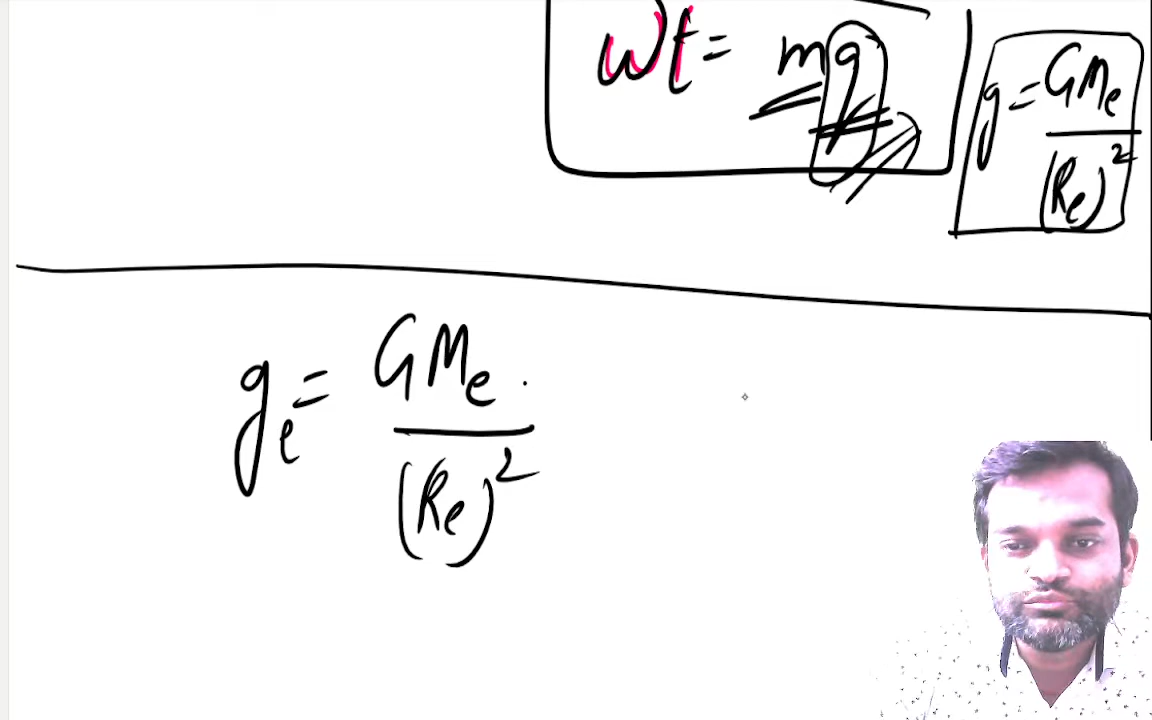 Wt = mg
g = GMe
(Re)²
ge = GMe
(Re)²